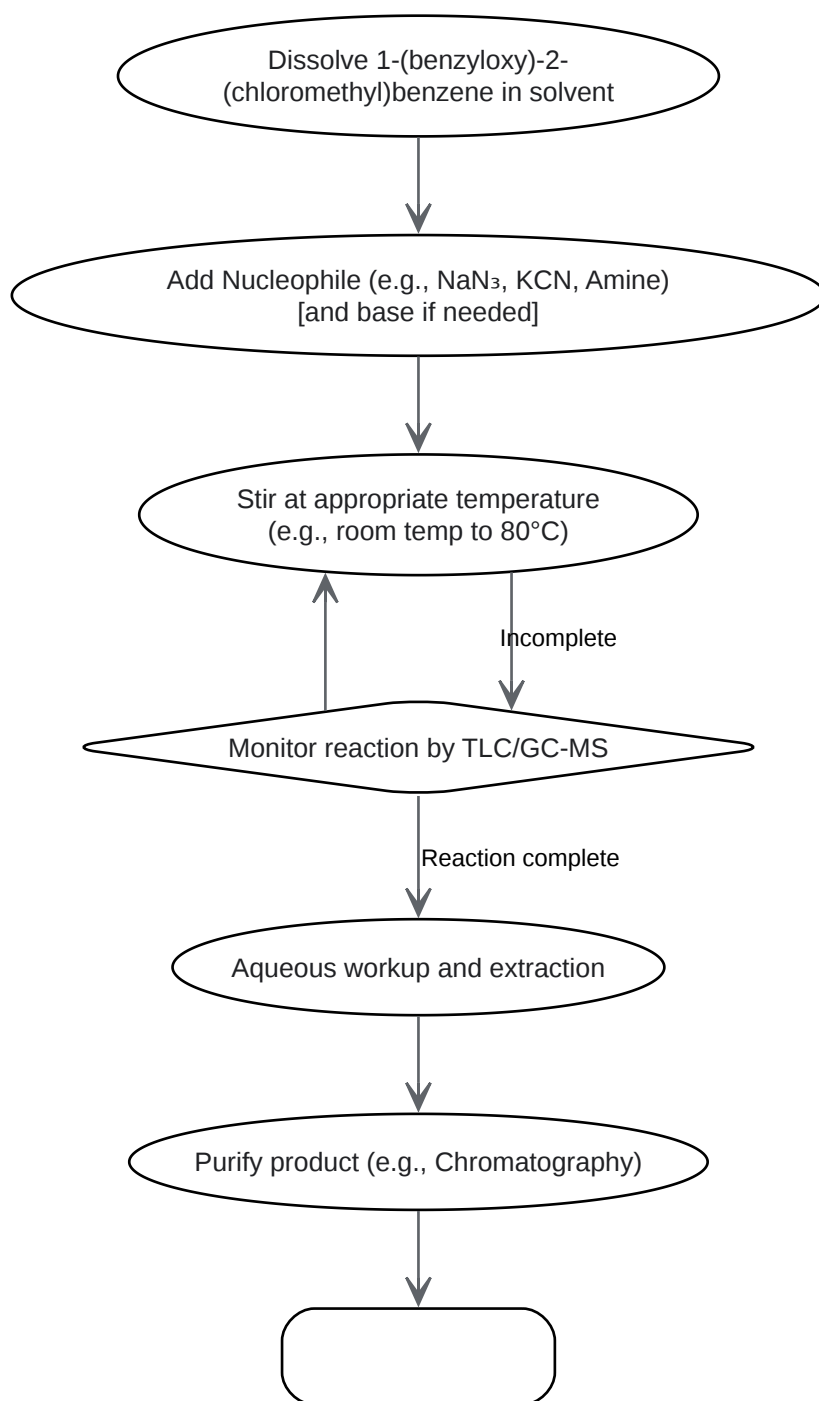 Dissolve 1-(benzyloxy)-2-
(chloromethyl)benzene in solvent
Add Nucleophile (e.g., NaN₃, KCN, Amine)
[and base if needed]
Stir at appropriate temperature
(e.g., room temp to 80°C)
Incomplete
Monitor reaction by TLC/GC-MS
Reaction complete
Aqueous workup and extraction
Purify product (e.g., Chromatography)